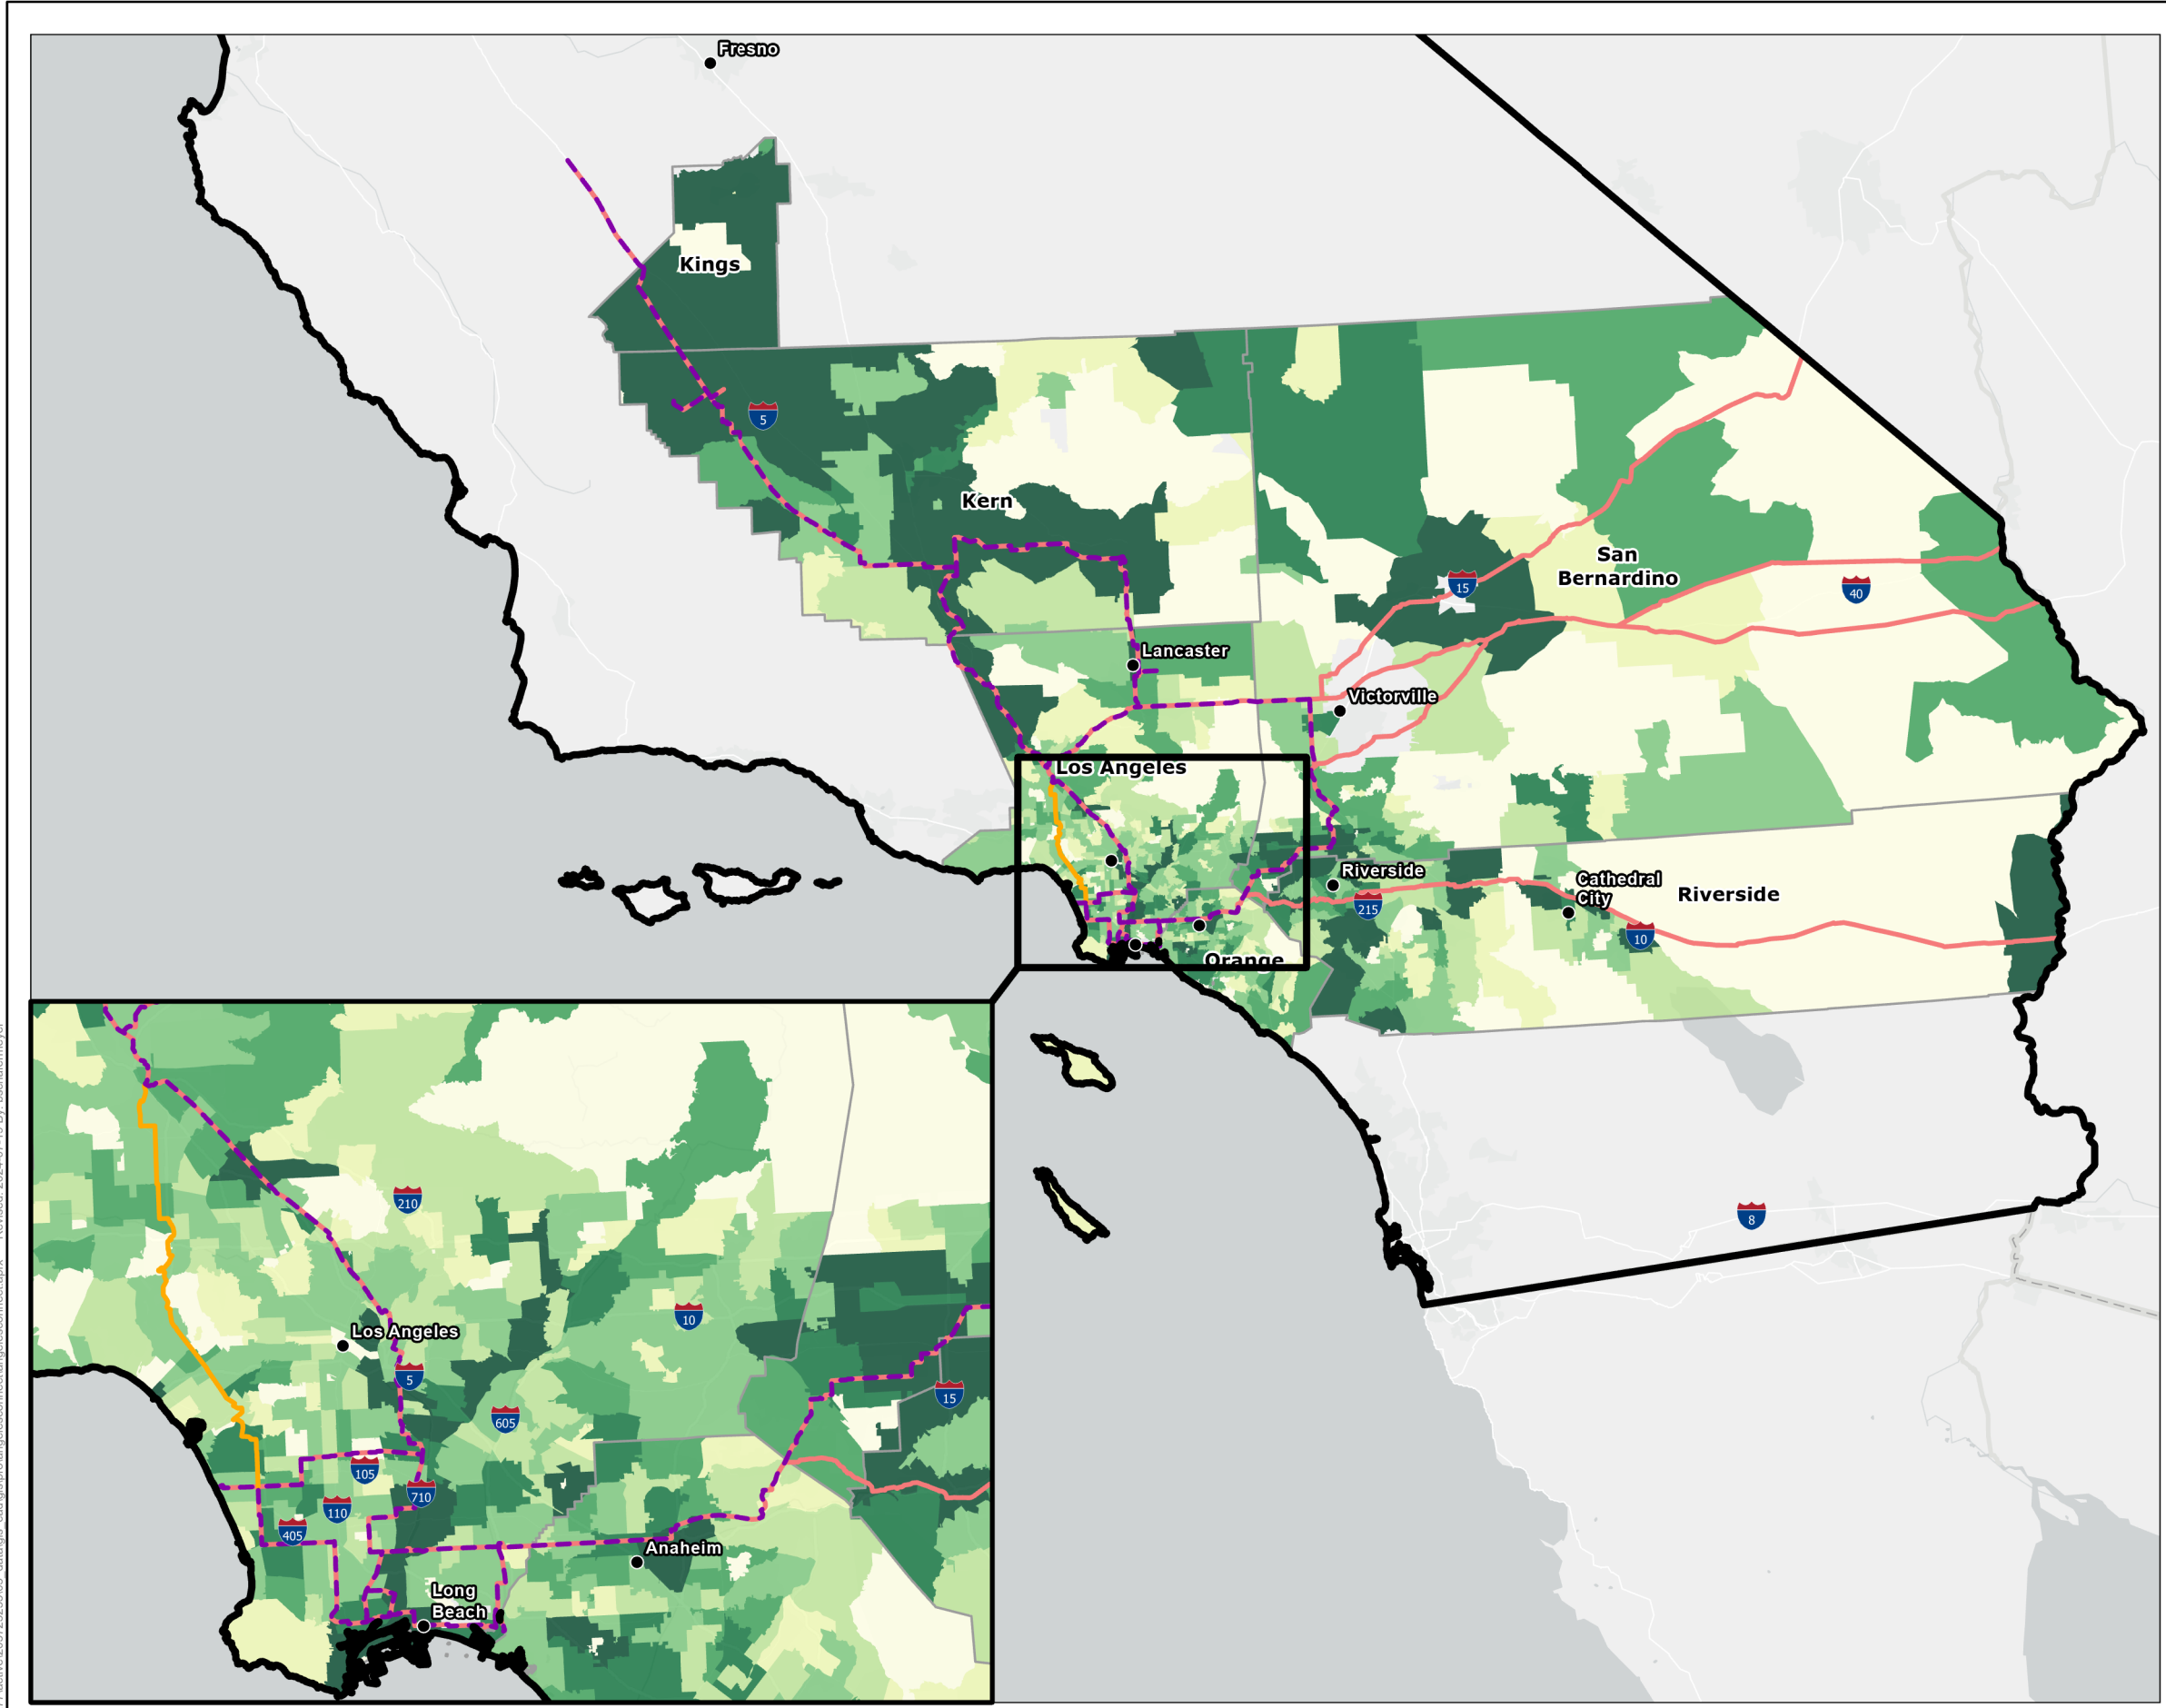 Fresno
Kings
5
Kern
San
Bernardino
15
40
Lancaster
Victorville
Los Angeles
Riverside
Cathedral
City
Riverside
215
10
Orange
210
10
Los Angeles
5
15
605
105
710
110
405
Anaheim
Long
Beach
8